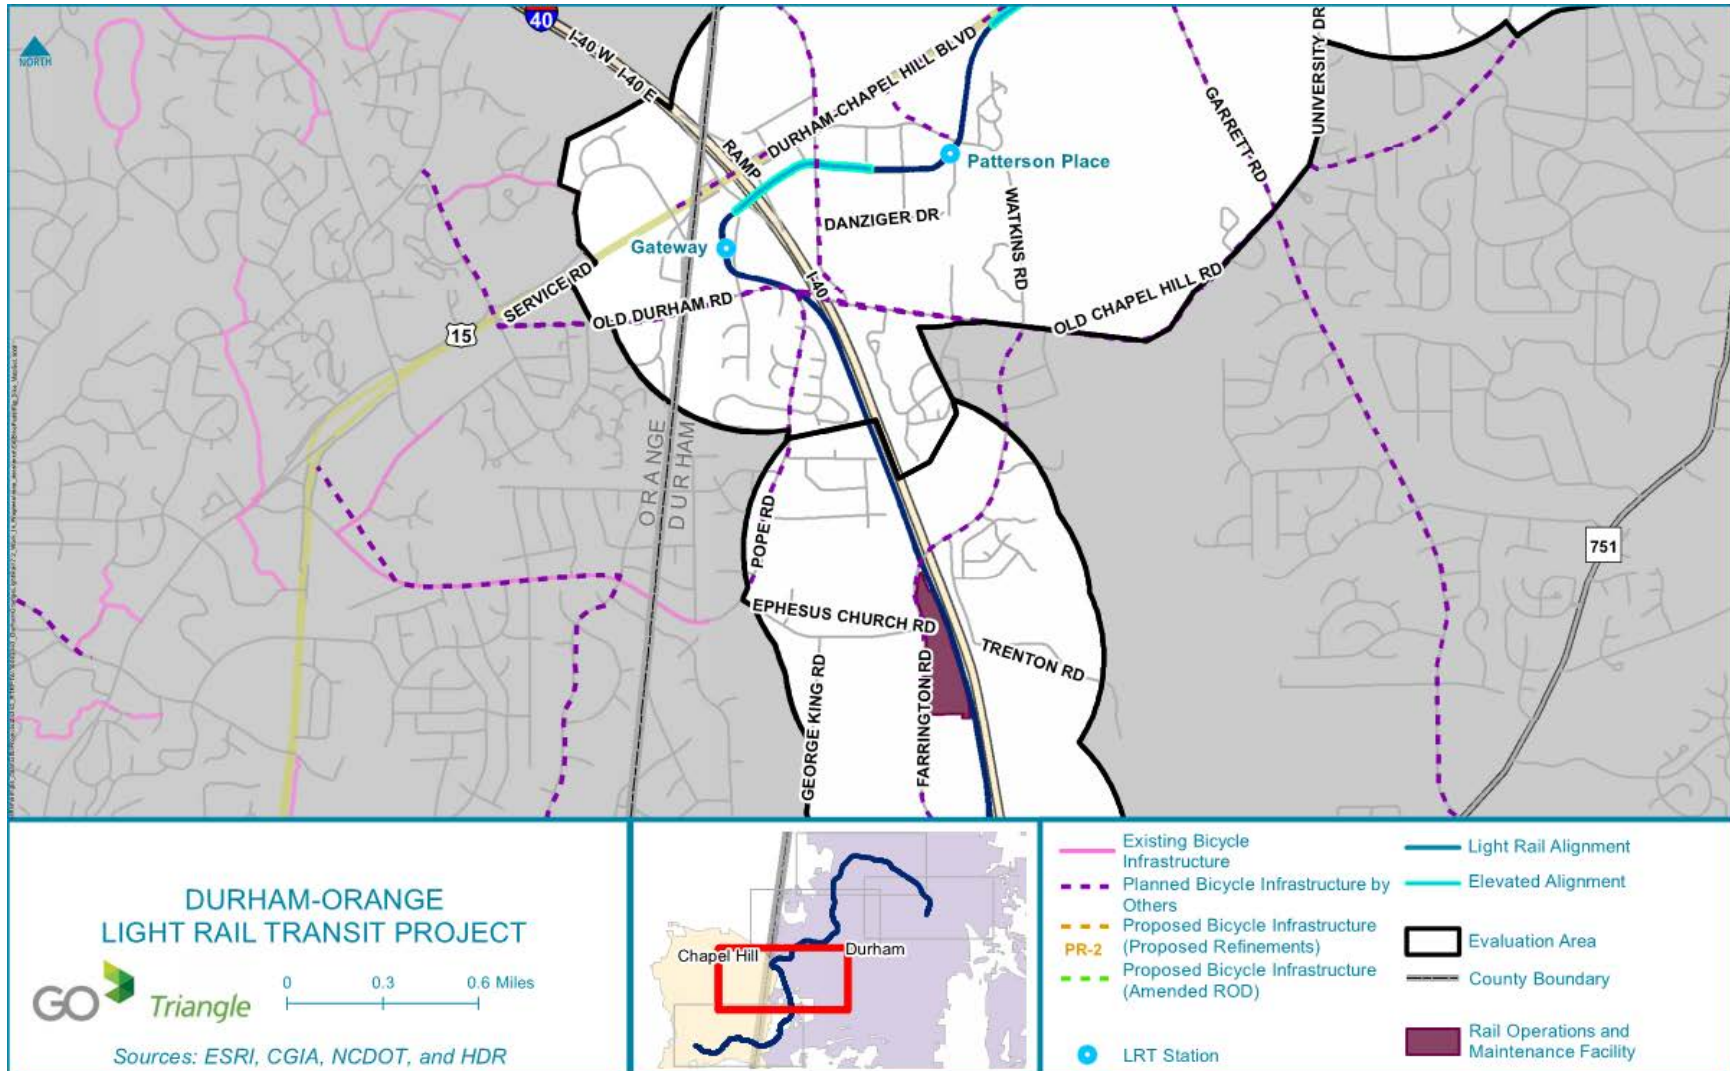 NORTH
40
I-40 W
I-40 E
RAMP
DURHAM-CHAPEL HILL BLVD
UNIVERSITY DR
GARRETT RD
Patterson Place
WATKINS RD
DANZIGER DR
Gateway
I-40
SERVICE RD
OLD DURHAM RD
OLD CHAPEL HILL RD
15
ORANGE
DURHAM
POPE RD
751
EPHESUS CHURCH RD
TRENTON RD
GEORGE KING RD
FARRINGTON RD
DURHAM-ORANGE
LIGHT RAIL TRANSIT PROJECT
GO Triangle
0 0.3 0.6 Miles
Sources: ESRI, CGIA, NCDOT, and HDR
Chapel Hill
Durham
Existing Bicycle
Infrastructure
Planned Bicycle Infrastructure by
Others
Proposed Bicycle Infrastructure
PR-2 (Proposed Refinements)
Proposed Bicycle Infrastructure
(Amended ROD)
LRT Station
Light Rail Alignment
Elevated Alignment
Evaluation Area
County Boundary
Rail Operations and
Maintenance Facility